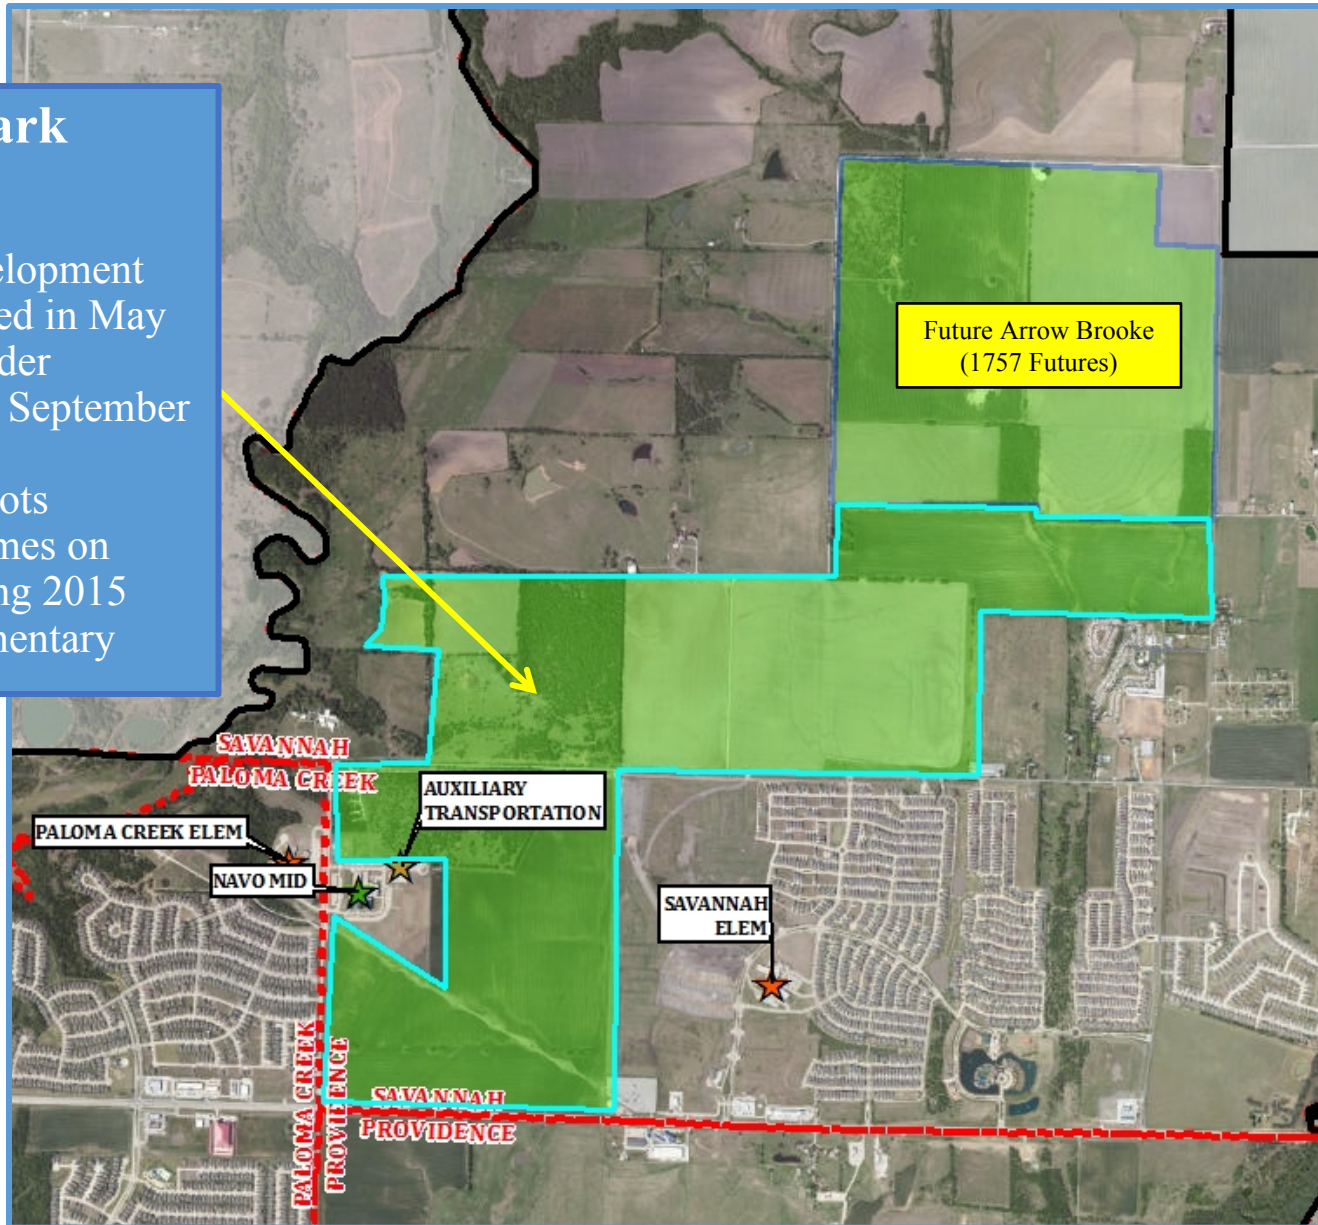 ark
elopment
ed in May
der
September
ots
mes on
ng 2015
mentary
Future Arrow Brooke
(1757 Futures)
SAVANNAH
PALOMA CREEK
AUXILIARY
TRANSPORTATION
PALOMA CREEK ELEM
NAVO MID
SAVANNAH
ELEM
PALOMA CREEK
PROVIDENCE
SAVANNAH
PROVIDENCE